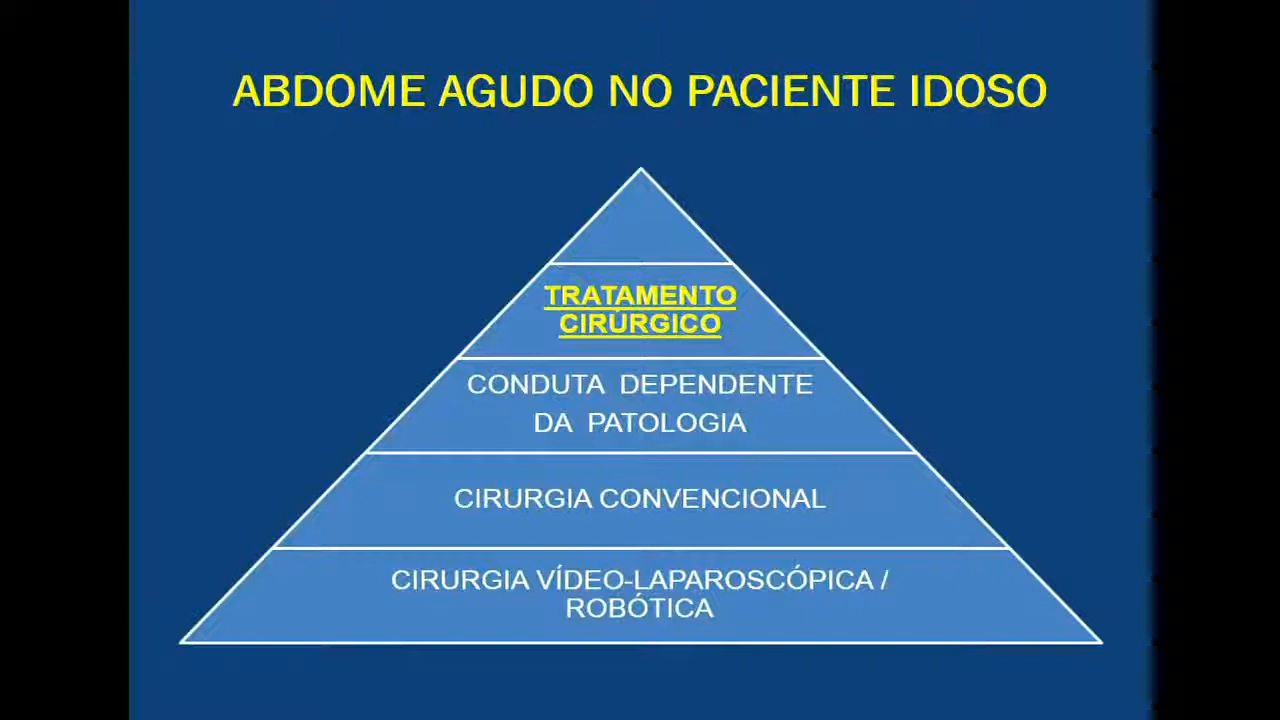 ABDOME AGUDO NO PACIENTE IDOSO
TRATAMENTO
CIRÚRGICO
CONDUTA DEPENDENTE
DA PATOLOGIA
CIRURGIA CONVENCIONAL
CIRURGIA VÍDEO-LAPAROSCÓPICA /
ROBÓTICA